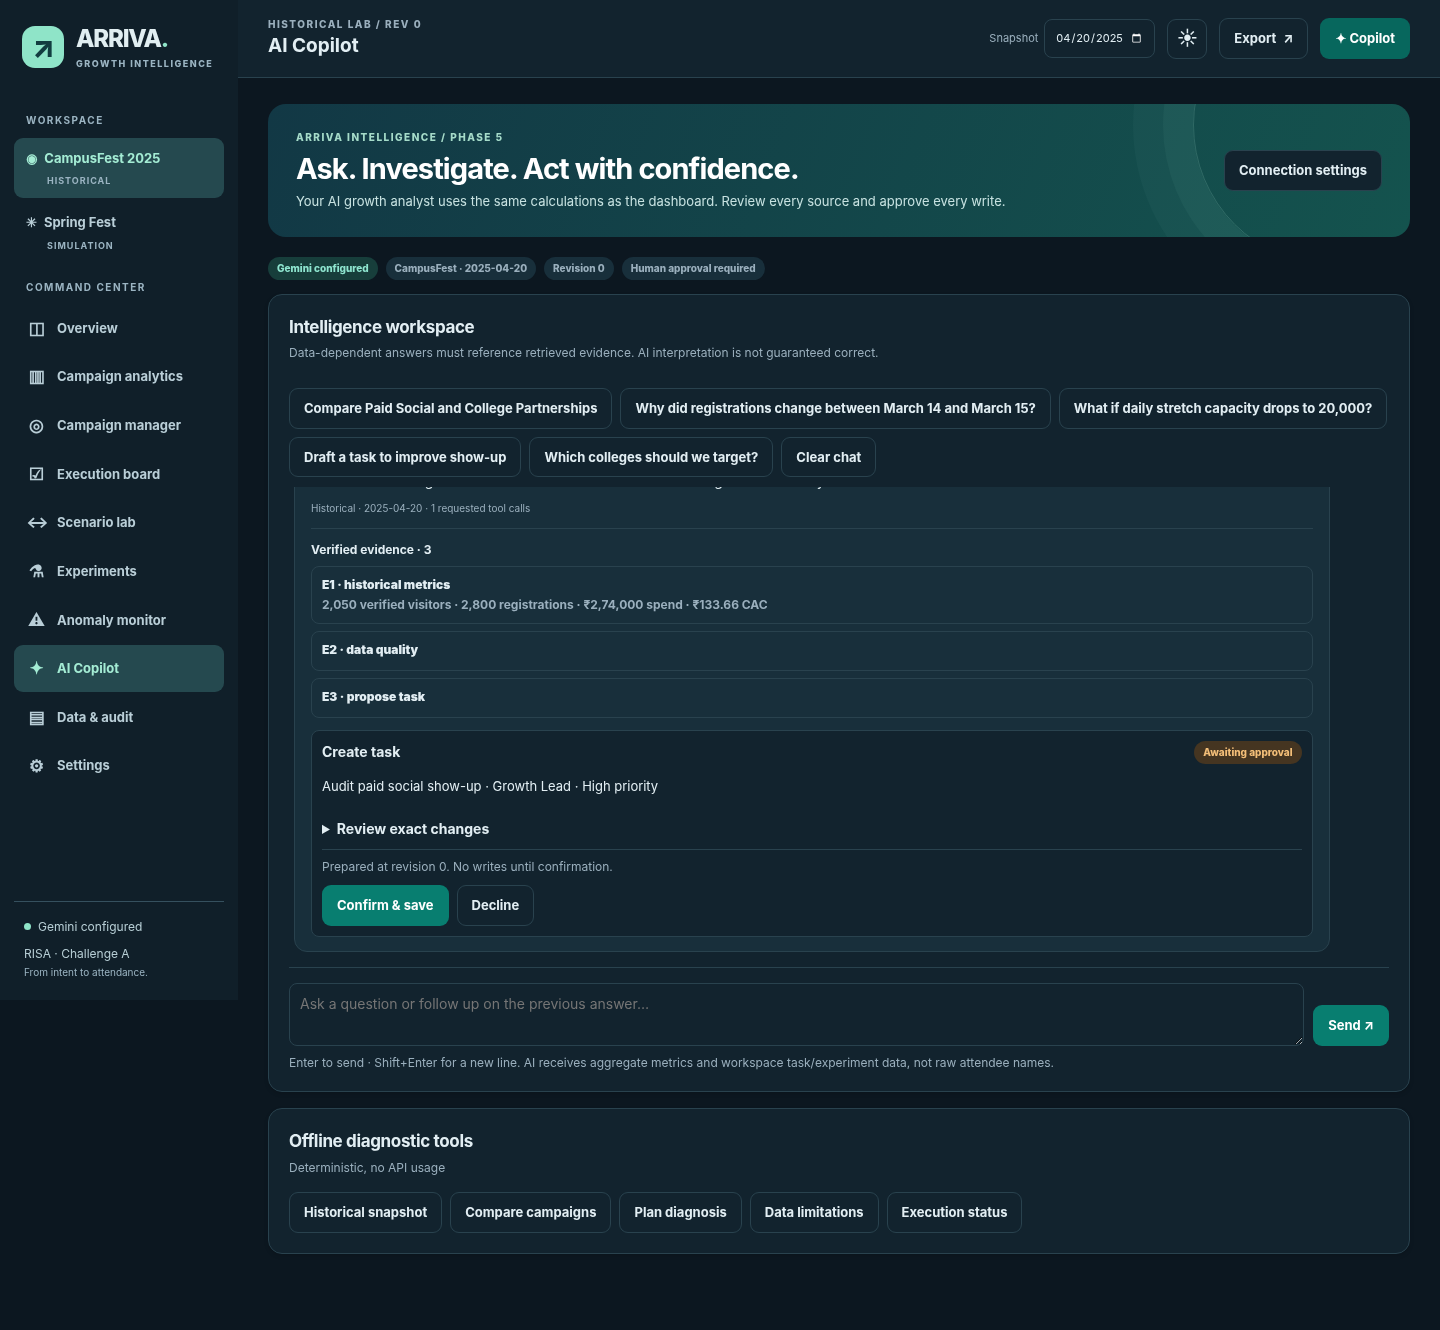 ARRIVA.
GROWTH INTELLIGENCE
WORKSPACE
CampusFest 2025
HISTORICAL
Spring Fest
SIMULATION
COMMAND CENTER
Overview
Campaign analytics
Campaign manager
Execution board
Scenario lab
Experiments
Anomaly monitor
AI Copilot
Data & audit
Settings
Gemini configured
RISA · Challenge A
From intent to attendance.
HISTORICAL LAB / REV 0
AI Copilot
Snapshot 04/20/2025
Export ↗
✦ Copilot
ARRIVA INTELLIGENCE / PHASE 5
Ask. Investigate. Act with confidence.
Your AI growth analyst uses the same calculations as the dashboard. Review every source and approve every write.
Connection settings
Gemini configured
CampusFest · 2025-04-20
Revision 0
Human approval required
Intelligence workspace
Data-dependent answers must reference retrieved evidence. AI interpretation is not guaranteed correct.
Compare Paid Social and College Partnerships
Why did registrations change between March 14 and March 15?
What if daily stretch capacity drops to 20,000?
Draft a task to improve show-up
Which colleges should we target?
Clear chat
Historical · 2025-04-20 · 1 requested tool calls
Verified evidence · 3
E1 · historical metrics
2,050 verified visitors · 2,800 registrations · ₹2,74,000 spend · ₹133.66 CAC
E2 · data quality
E3 · propose task
Create task
Awaiting approval
Audit paid social show-up · Growth Lead · High priority
Review exact changes
Prepared at revision 0. No writes until confirmation.
Confirm & save
Decline
Ask a question or follow up on the previous answer...
Send ↗
Enter to send · Shift+Enter for a new line. AI receives aggregate metrics and workspace task/experiment data, not raw attendee names.
Offline diagnostic tools
Deterministic, no API usage
Historical snapshot
Compare campaigns
Plan diagnosis
Data limitations
Execution status